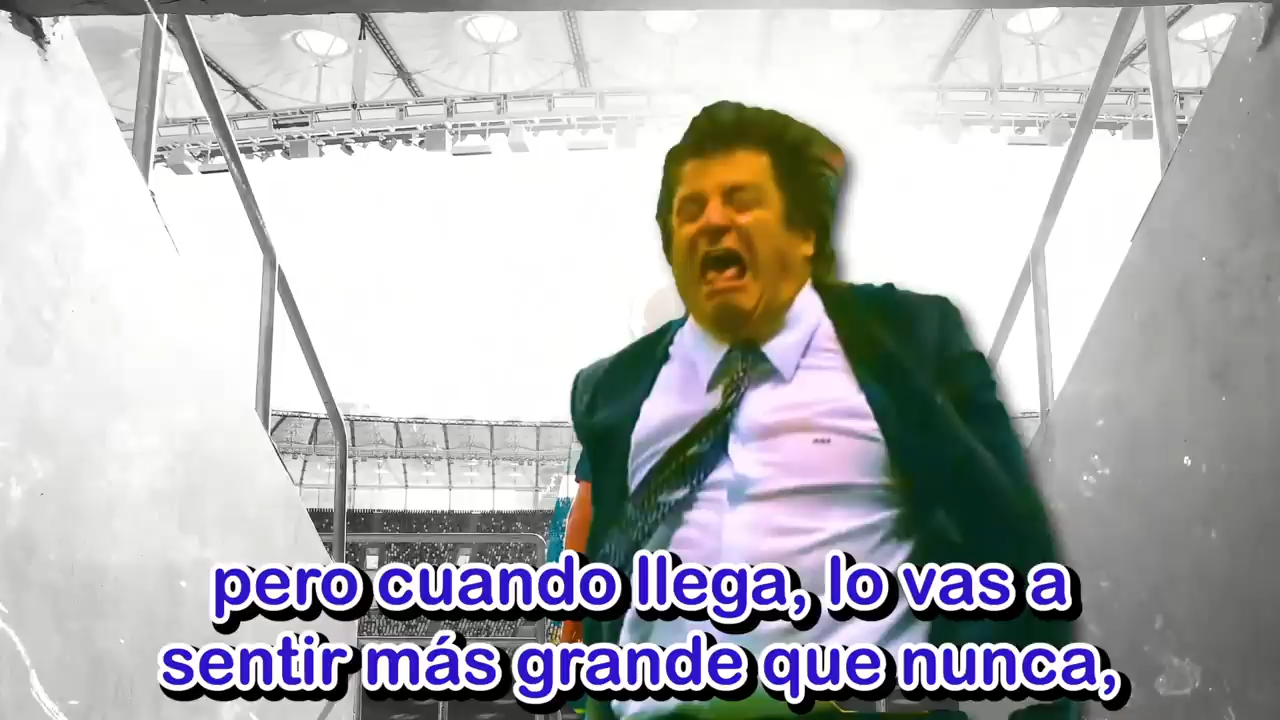 pero cuando llega, lo vas a
sentir más grande que nunca,